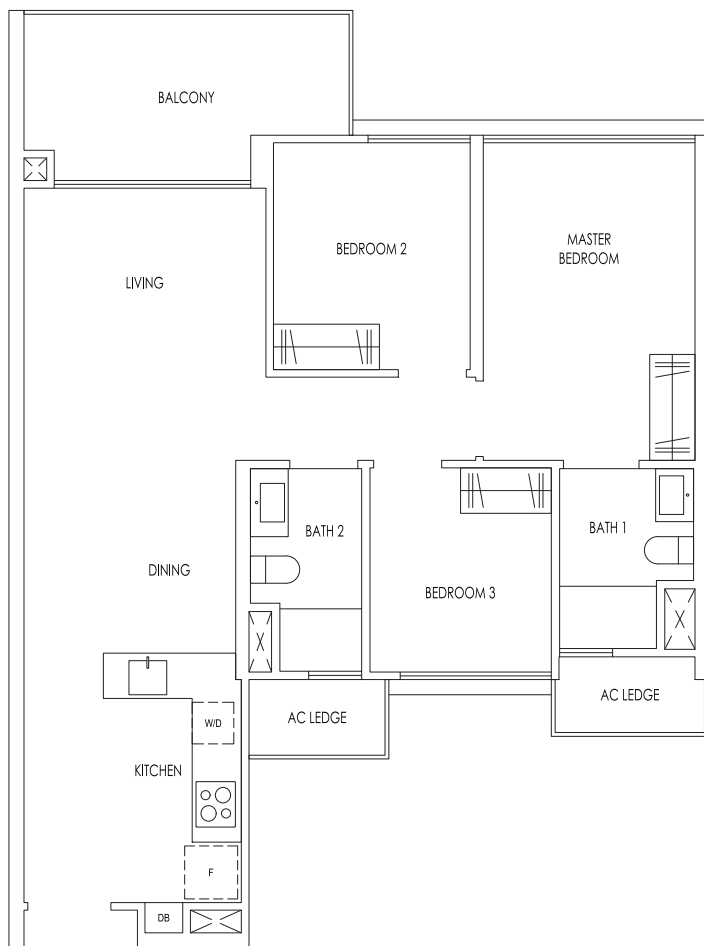 BALCONY
BEDROOM 2
MASTER
BEDROOM
LIVING
BATH 2
BATH 1
DINING
BEDROOM 3
AC LEDGE
AC LEDGE
W/D
KITCHEN
F
DB